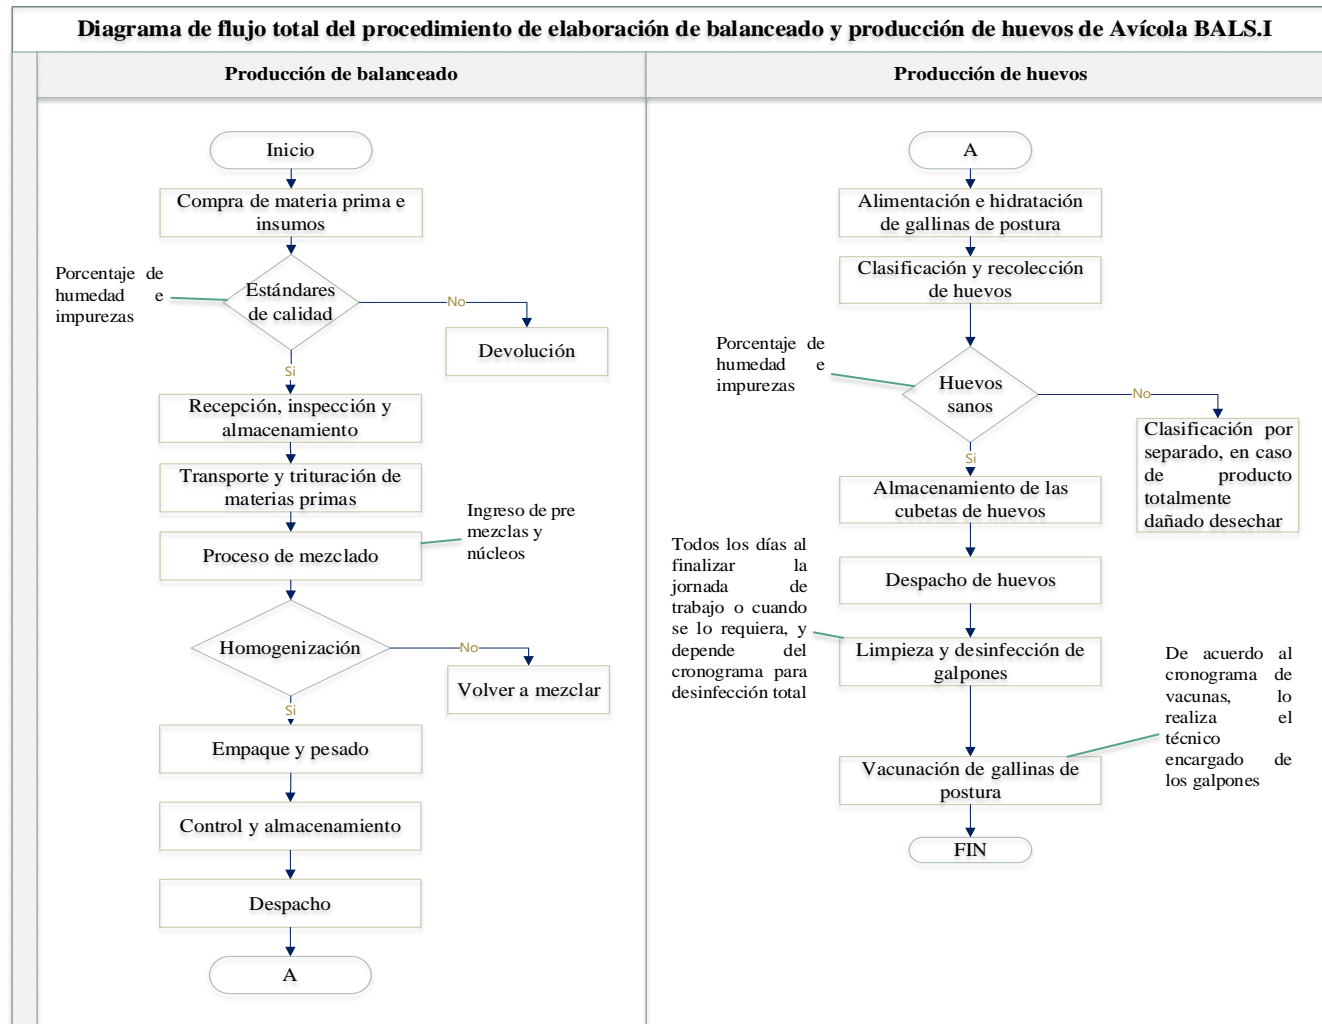 Diagrama de flujo total del procedimiento de elaboración de balanceado y producción de huevos de Avícola BALS.I
Producción de balanceado
Inicio
Compra de materia prima e
insumos
Porcentaje de
humedad e
impurezas
Estándares
de calidad
No
Devolución
Si
Recepción, inspección y
almacenamiento
Transporte y trituración de
materias primas
Ingreso de pre
mezclas y
núcleos
Proceso de mezclado
Homogenización
No
Volver a mezclar
Si
Empaque y pesado
Control y almacenamiento
Despacho
A
Producción de huevos
A
Alimentación e hidratación
de gallinas de postura
Clasificación y recolección
de huevos
Porcentaje de
humedad e
impurezas
Huevos
sanos
No
Clasificación por
separado, en caso
de producto
totalmente
dañado desechar
Si
Almacenamiento de las
cubetas de huevos
Despacho de huevos
Todos los días al
finalizar la
jornada de
trabajo o cuando
se lo requiera, y
depende del
cronograma para
desinfección total
Limpieza y desinfección de
galpones
De acuerdo al
cronograma de
vacunas, lo
realiza el
técnico
encargado de
los galpones
Vacunación de gallinas de
postura
FIN